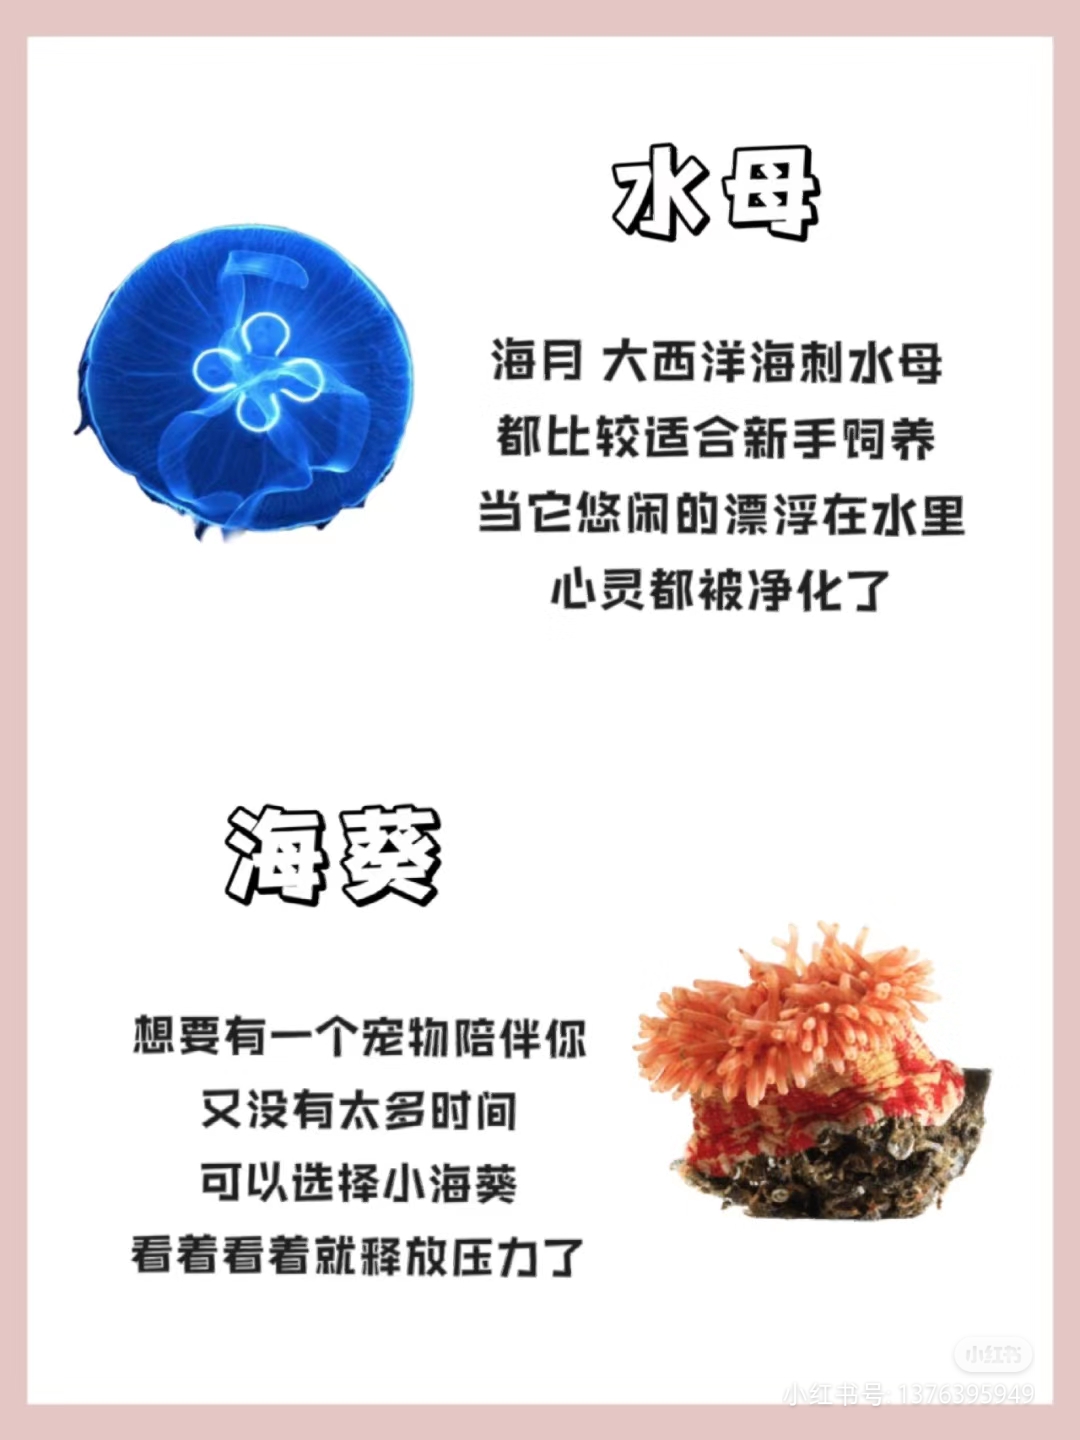 水母
海月 大西洋海刺水母
都比较适合新手饲养
当它悠闲的漂浮在水里
心灵都被净化了
海葵
想要有一个宠物陪伴你
又没有太多时间
可以选择小海葵
看着看着就释放压力了
小红书
小红书号: 1376395949